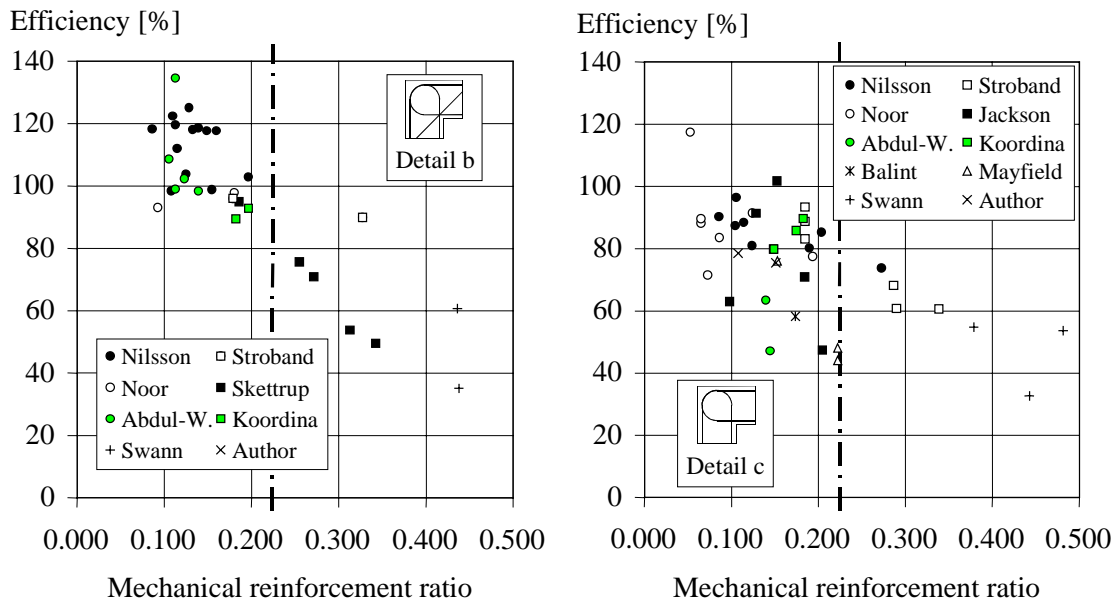 Efficiency [%]
140
120
100
80
60
40
20
0
0.000 0.100 0.200 0.300 0.400 0.500
Mechanical reinforcement ratio
Detail b
Nilsson Stroband
Noor Skettrup
Abdul-W. Koordina
Swann Author
Efficiency [%]
140
120
100
80
60
40
20
0
0.000 0.100 0.200 0.300 0.400 0.500
Mechanical reinforcement ratio
Nilsson Stroband
Noor Jackson
Abdul-W. Koordina
Balint Mayfield
Swann Author
Detail c